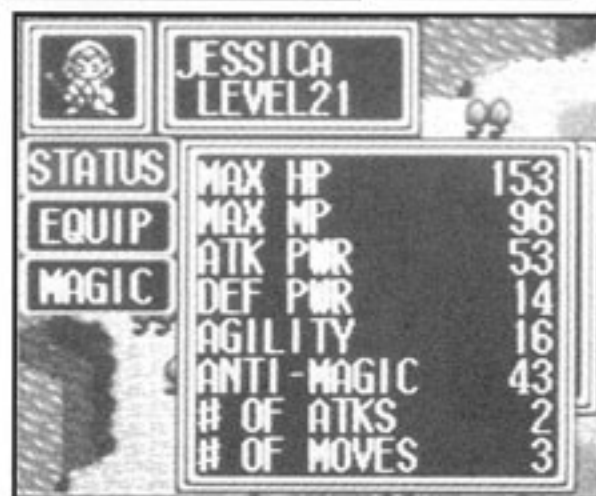 JESSICA
LEVEL21
STATUS
EQUIP
MAGIC
MAX HP 153
MAX MP 96
ATK PWR 53
DEF PWR 14
AGILITY 16
ANTI-MAGIC 43
# OF ATKS 2
# OF MOVES 3